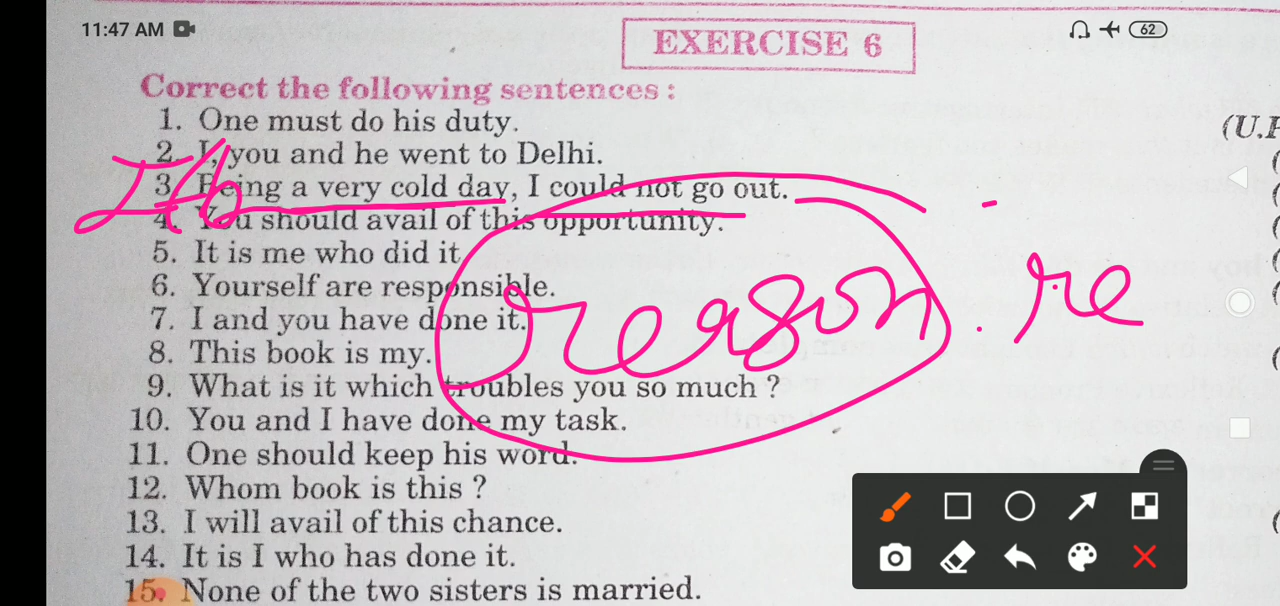 11:47 AM
62
EXERCISE 6
Correct the following sentences :
1. One must do his duty.
(U.P
2. I, you and he went to Delhi.
It b
3. Being a very cold day, I could not go out.
4. You should avail of this opportunity.
5. It is me who did it.
6. Yourself are responsible.
reason. re
7. I and you have done it.
8. This book is my.
9. What is it which troubles you so much ?
10. You and I have done my task.
11. One should keep his word.
12. Whom book is this ?
13. I will avail of this chance.
14. It is I who has done it.
15. None of the two sisters is married.